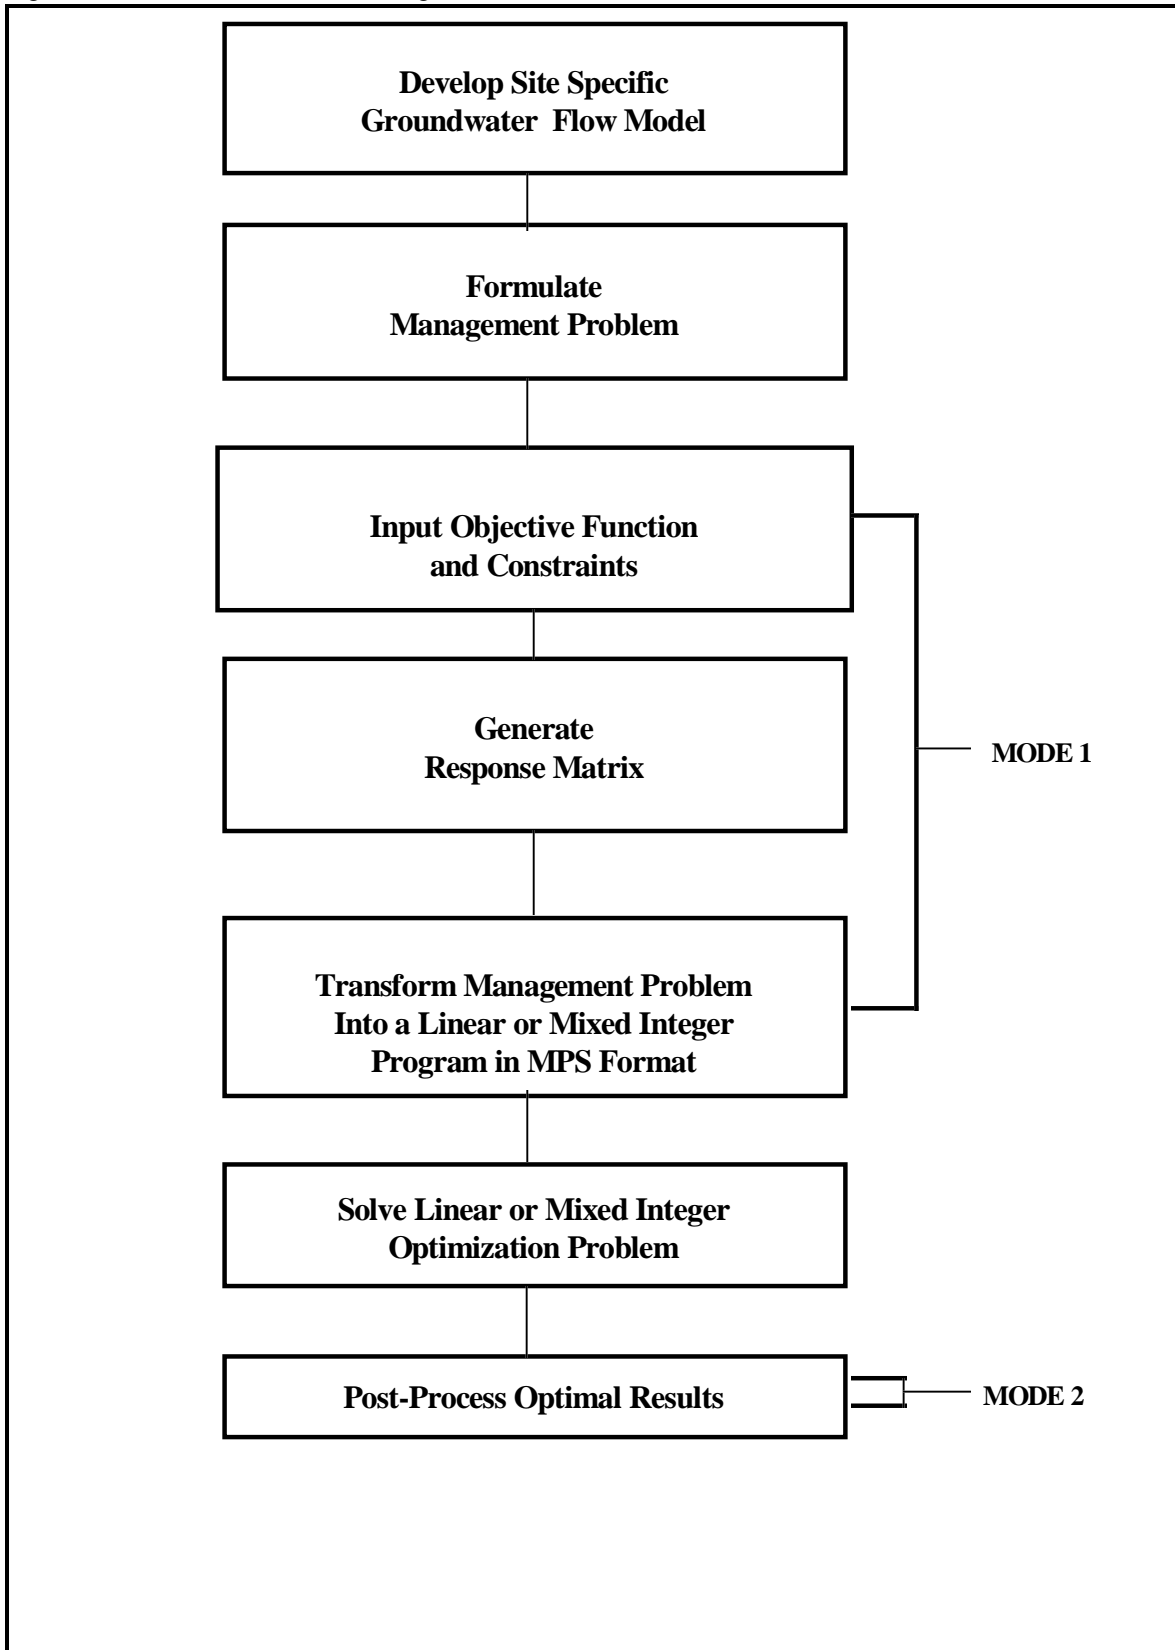 Develop Site Specific
Groundwater Flow Model
Formulate
Management Problem
Input Objective Function
and Constraints
Generate
Response Matrix
MODE 1
Transform Management Problem
Into a Linear or Mixed Integer
Program in MPS Format
Solve Linear or Mixed Integer
Optimization Problem
Post-Process Optimal Results
MODE 2